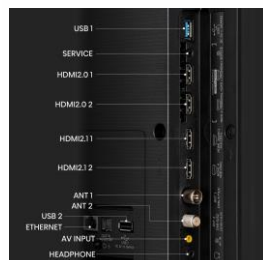 USB 1
SERVICE
HDMI2.0 1
HDMI2.0 2
HDMI2.1 1
HDMI2.1 2
ANT 1
ANT 2
USB 2
ETHERNET
AV INPUT
HEADPHONE